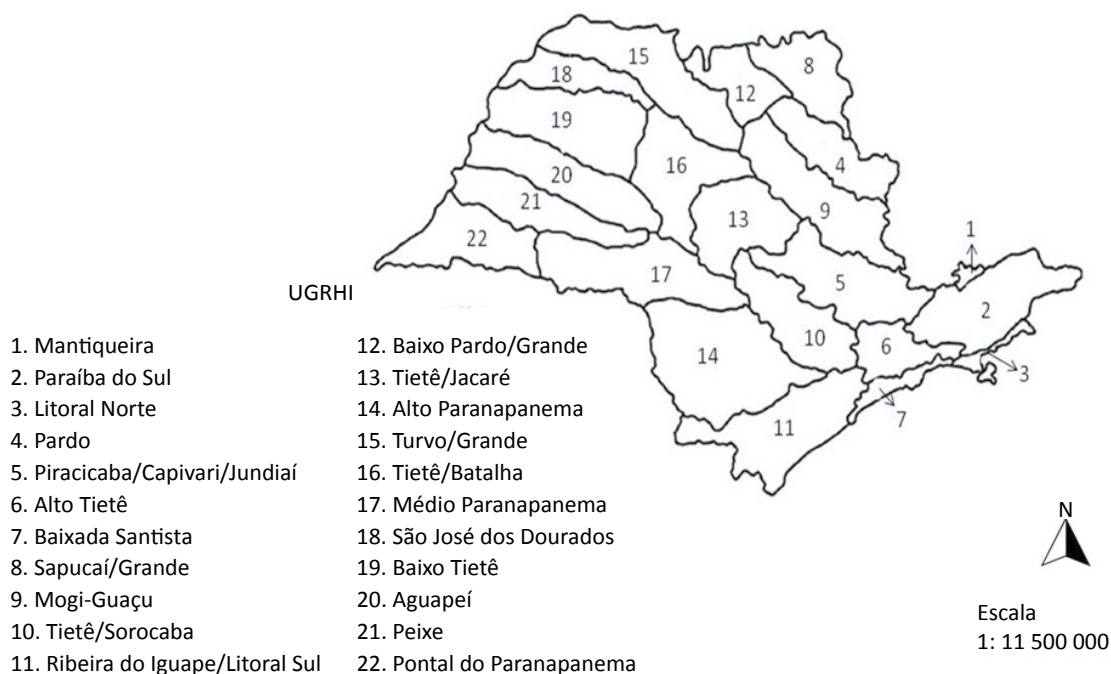 15
8
18
12
19
16
4
20
21
13
9
22
1
17
5
2
UGRHI
10
6
14
3
7
11
1. Mantiqueira
2. Paraíba do Sul
3. Litoral Norte
4. Pardo
5. Piracicaba/Capivari/Jundiaí
6. Alto Tietê
7. Baixada Santista
8. Sapucaí/Grande
9. Mogi-Guaçu
10. Tietê/Sorocaba
11. Ribeira do Iguape/Litoral Sul
12. Baixo Pardo/Grande
13. Tietê/Jacaré
14. Alto Paranapanema
15. Turvo/Grande
16. Tietê/Batalha
17. Médio Paranapanema
18. São José dos Dourados
19. Baixo Tietê
20. Aguapeí
21. Peixe
22. Pontal do Paranapanema
N
Escala
1: 11 500 000